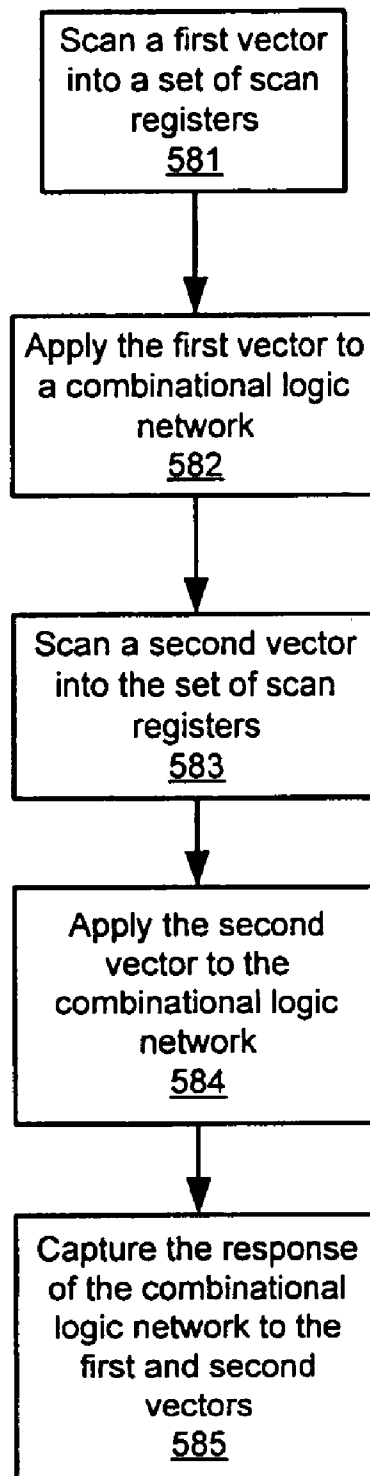 Scan a first vector
into a set of scan
registers
581
Apply the first vector to
a combinational logic
network
582
Scan a second vector
into the set of scan
registers
583
Apply the second
vector to the
combinational logic
network
584
Capture the response
of the combinational
logic network to the
first and second
vectors
585